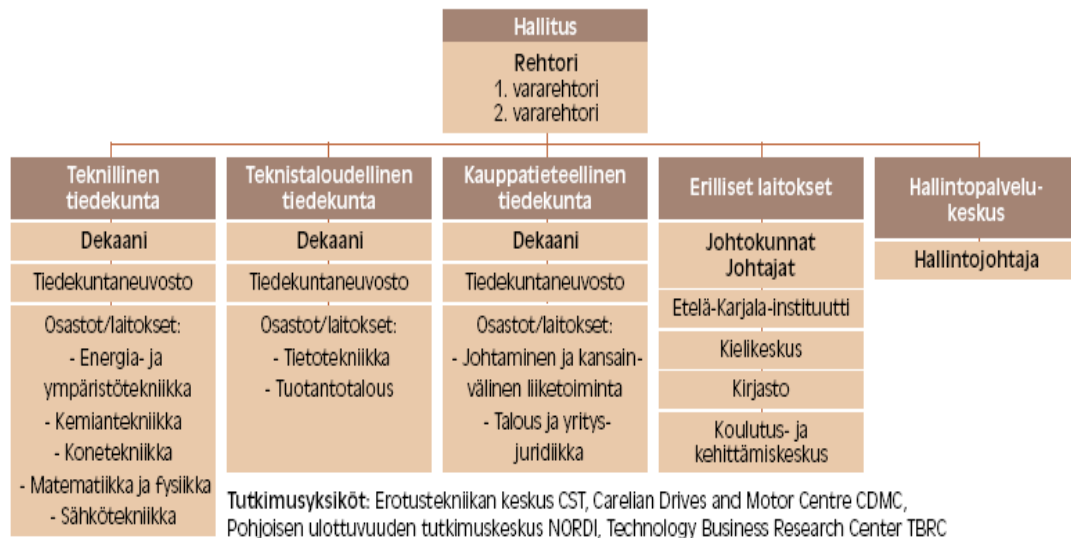 Hallitus
Rehtori
1. vararehtori
2. vararehtori
Teknillinen
tiedekunta
Dekaani
Tiedekuntaneuvosto
Osastot/laitokset:
- Energia- ja
ympäristötekniikka
- Kemiantekniikka
- Konetekniikka
- Matematiikka ja fysiikka
- Sähkötekniikka
Teknistaloudellinen
tiedekunta
Dekaani
Tiedekuntaneuvosto
Osastot/laitokset:
- Tietotekniikka
- Tuotantotalous
Kauppatieteellinen
tiedekunta
Dekaani
Tiedekuntaneuvosto
Osastot/laitokset:
- Johtaminen ja kansain-
välinen liiketoiminta
- Talous ja yritys-
juridiikka
Erilliset laitokset
Johtokunnat
Johtajat
Etelä-Karjala-instituutti
Kielikeskus
Kirjasto
Koulutus- ja
kehittämiskeskus
Hallintopalvelu-
keskus
Hallintojohtaja
Tutkimusyksiköt: Erotustekniikan keskus CST, Carelian Drives and Motor Centre CDMC,
Pohjoisen ulottuvuuden tutkimuskeskus NORDI, Technology Business Research Center TBRC